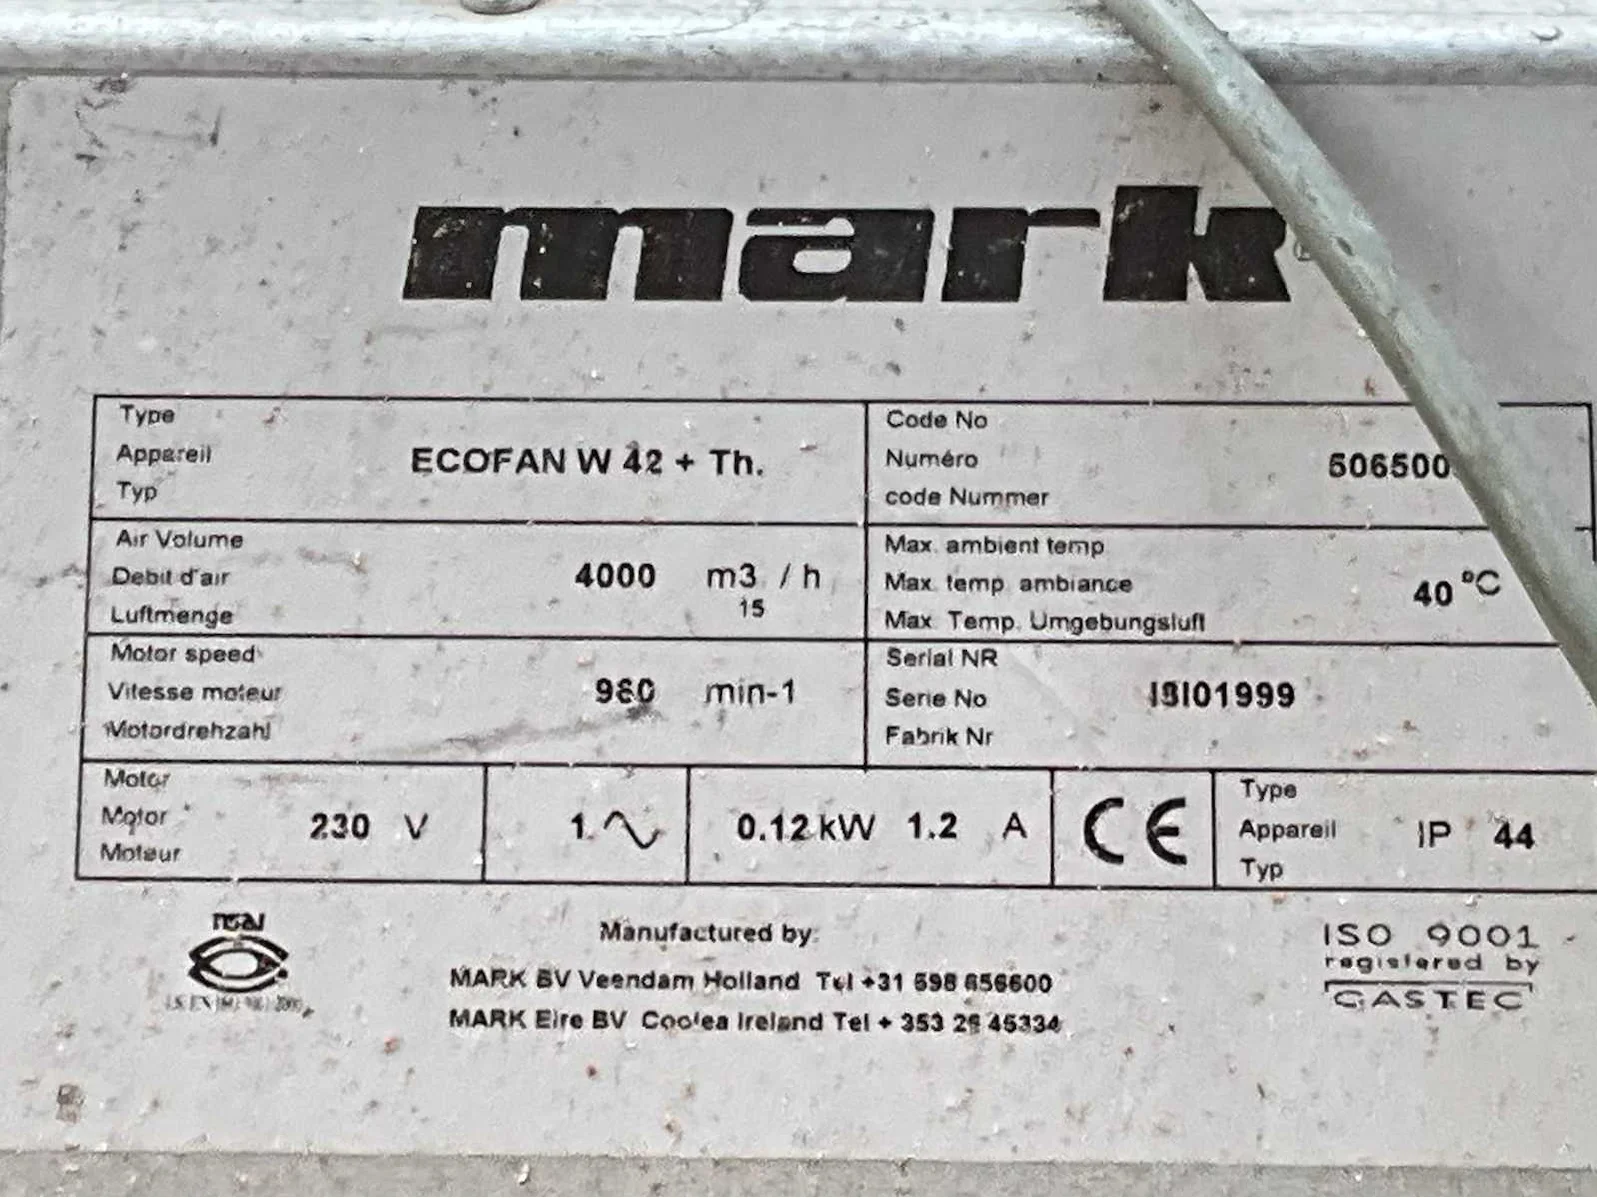 mark
Type
Appareil
Typ
ECOFAN W 42 + Th.
Code No
Numéro
code Nummer
Air Volume
Debit d'air
Luftmenge
4000 m3 / h
15
Max. ambient temp
Max. temp. ambiance
Max. Temp. Umgebungsluft
40 °C
Motor speed
Vitesse moteur
Motordrehzahl
min-1
Serial NR
Serie No
Fabrik Nr
Motor
Motor
Moteur
230 V
1
0.12 kW 1.2 A
CE
Type
Appareil
Typ
IP 44
nsai
Manufactured by:
MARK BV Veendam Holland Tel +31 598 656600
MARK Eire BV Coolea Ireland Tel + 353
ISO 9001
registered by
GASTEC